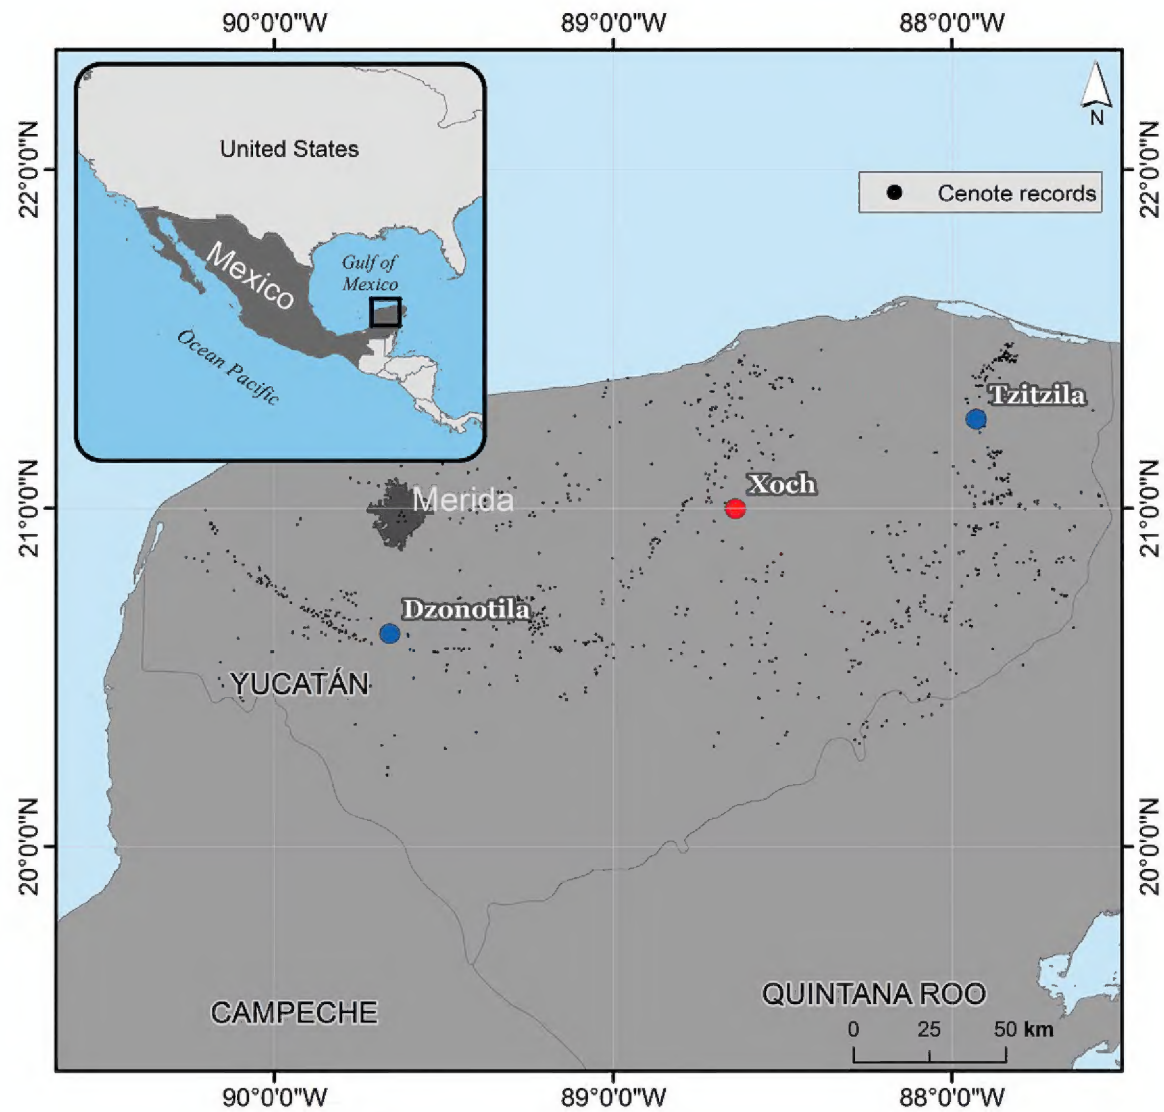 90°0'0"W 89°0'0"W 88°0'0"W
22°0'0"N
22°0'0"N
N
United States
Cenote records
Mexico
Gulf of
Mexico
Ocean Pacific
Tzitzila
Xoch
21°0'0"N
21°0'0"N
Merida
Dzonotila
YUCATÁN
20°0'0"N
20°0'0"N
CAMPECHE
QUINTANA ROO
0 25 50 km
90°0'0"W 89°0'0"W 88°0'0"W